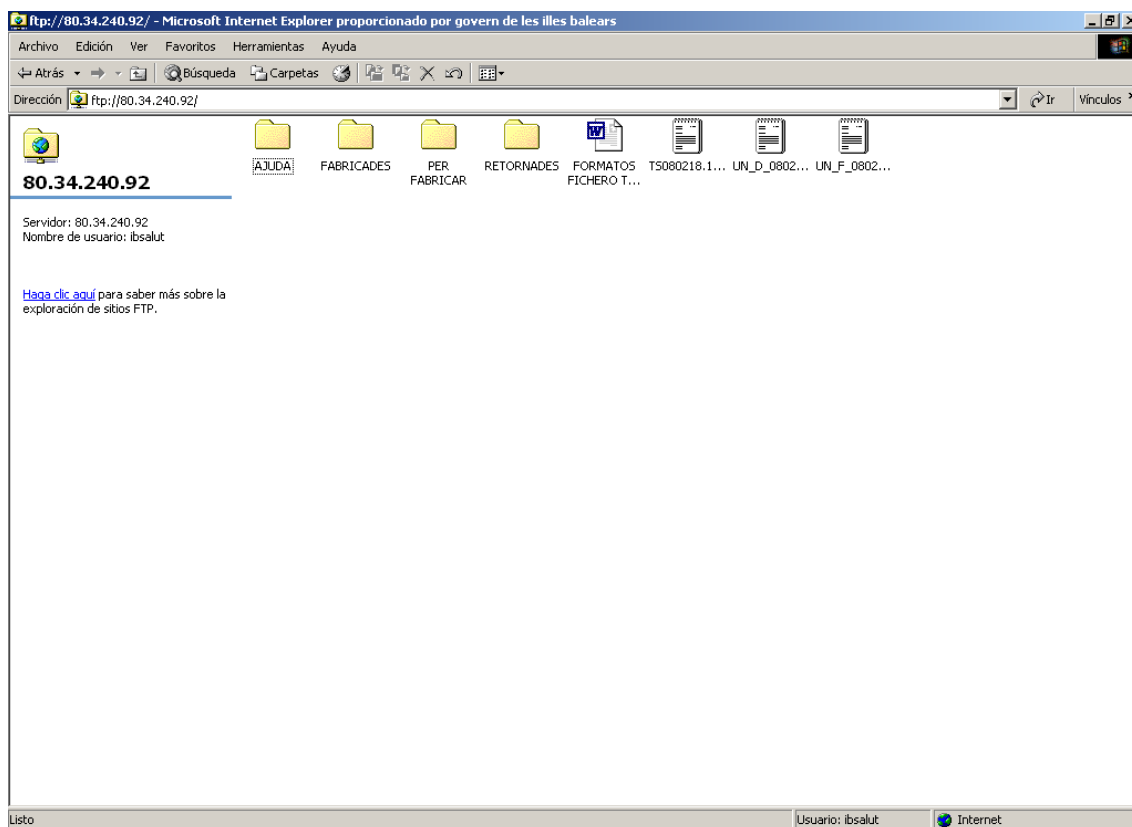 ftp://80.34.240.92/ - Microsoft Internet Explorer proporcionado por govern de les illes balears
Archivo Edición Ver Favoritos Herramientas Ayuda
Atrás Búsqueda Carpetas
Dirección ftp://80.34.240.92/ Ir Vínculos
80.34.240.92
Servidor: 80.34.240.92
Nombre de usuario: ibsalut
Haga clic aquí para saber más sobre la
exploración de sitios FTP.
AJUDA
FABRICADES
PER
FABRICAR
RETORNADES
FORMATOS
FICHERO T...
TS080218.1...
UN_D_0802...
UN_F_0802...
Listo Usuario: ibsalut Internet